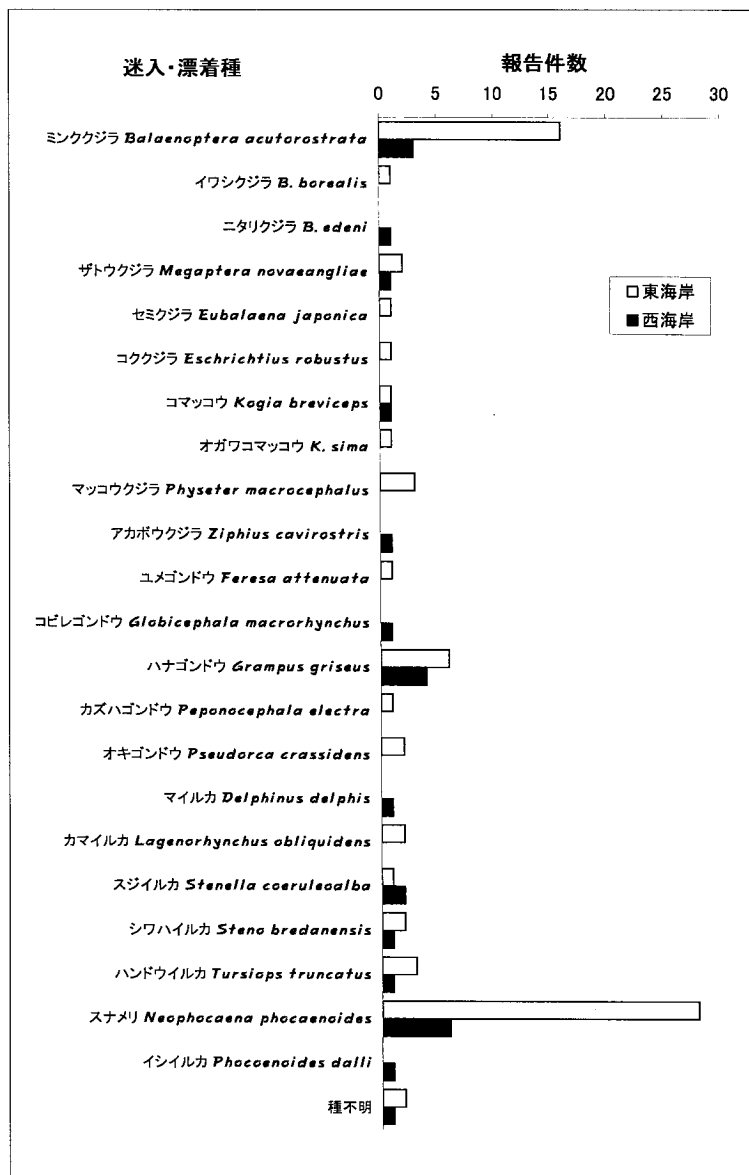 迷入・漂着種
報告件数
0 5 10 15 20 25 30
ミンククジラ Balaenoptera acutorostrata
イワシクジラ B. borealis
ニタリクジラ B. edeni
ザトウクジラ Megaptera novaeangliae
セミクジラ Eubalaena japonica
コククジラ Eschrichtius robustus
コマッコウ Kogia breviceps
オガワコマッコウ K. sima
マッコウクジラ Physeter macrocephalus
アカボウクジラ Ziphius cavirostris
ユメゴンドウ Feresa attenuata
コビレゴンドウ Globicephala macrorhynchus
ハナゴンドウ Grampus griseus
カズハゴンドウ Peponocephala electra
オキゴンドウ Pseudorca crassidens
マイルカ Delphinus delphis
カマイルカ Lagenorhynchus obliquidens
スジイルカ Stenella coeruleoalba
シワハイルカ Steno bredanensis
ハンドウイルカ Tursiops truncatus
スナメリ Neophocaena phocaenoides
イシイルカ Phocoenoides dalli
種不明
東海岸
西海岸